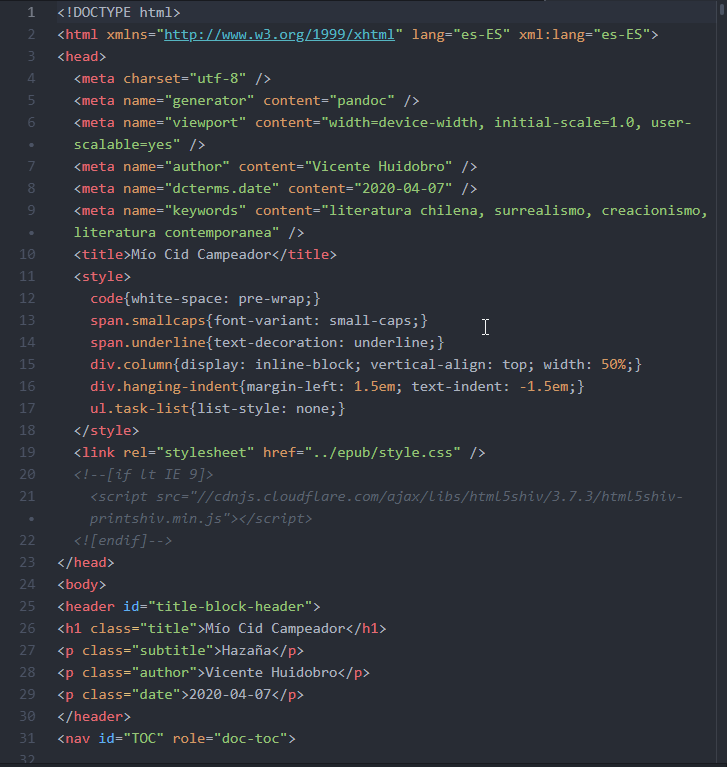 1 <!DOCTYPE html>
2 <html xmlns="http://www.w3.org/1999/xhtml" lang="es-ES" xml:lang="es-ES">
3 <head>
4 <meta charset="utf-8" />
5 <meta name="generator" content="pandoc" />
6 <meta name="viewport" content="width=device-width, initial-scale=1.0, user-
• scalable=yes" />
7 <meta name="author" content="Vicente Huidobro" />
8 <meta name="dcterms.date" content="2020-04-07" />
9 <meta name="keywords" content="literatura chilena, surrealismo, creacionismo,
• literatura contemporanea" />
10 <title>Mío Cid Campeador</title>
11 <style>
12 code{white-space: pre-wrap;}
13 span.smallcaps{font-variant: small-caps;}
14 span.underline{text-decoration: underline;}
15 div.column{display: inline-block; vertical-align: top; width: 50%;}
16 div.hanging-indent{margin-left: 1.5em; text-indent: -1.5em;}
17 ul.task-list{list-style: none;}
18 </style>
19 <link rel="stylesheet" href="../epub/style.css" />
20 <!--[if lt IE 9]>
21 <script src="//cdnjs.cloudflare.com/ajax/libs/html5shiv/3.7.3/html5shiv-
• printshiv.min.js"></script>
22 <![endif]-->
23 </head>
24 <body>
25 <header id="title-block-header">
26 <h1 class="title">Mío Cid Campeador</h1>
27 <p class="subtitle">Hazaña</p>
28 <p class="author">Vicente Huidobro</p>
29 <p class="date">2020-04-07</p>
30 </header>
31 <nav id="TOC" role="doc-toc">
32